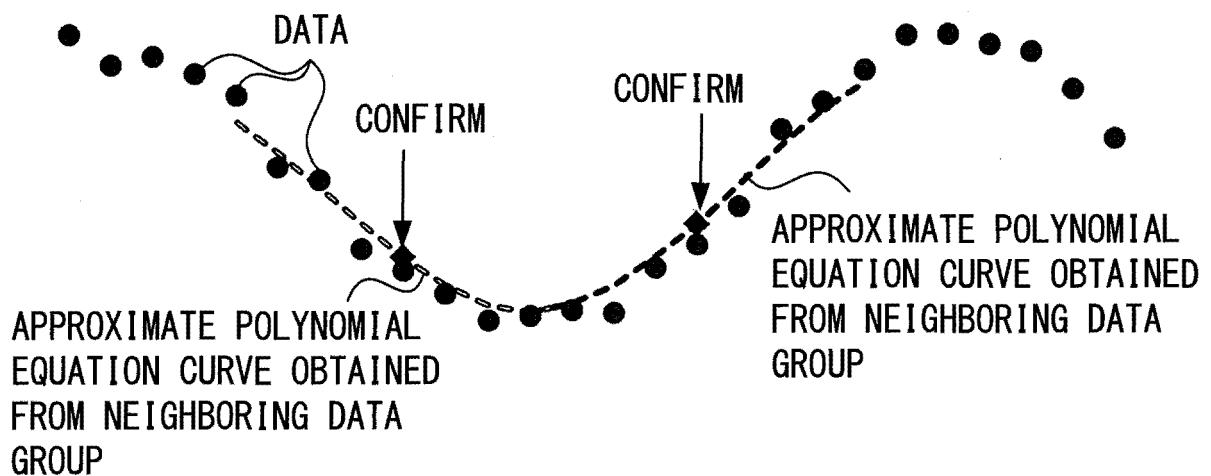 DATA
CONFIRM
CONFIRM
APPROXIMATE POLYNOMIAL
EQUATION CURVE OBTAINED
FROM NEIGHBORING DATA
GROUP
APPROXIMATE POLYNOMIAL
EQUATION CURVE OBTAINED
FROM NEIGHBORING DATA
GROUP